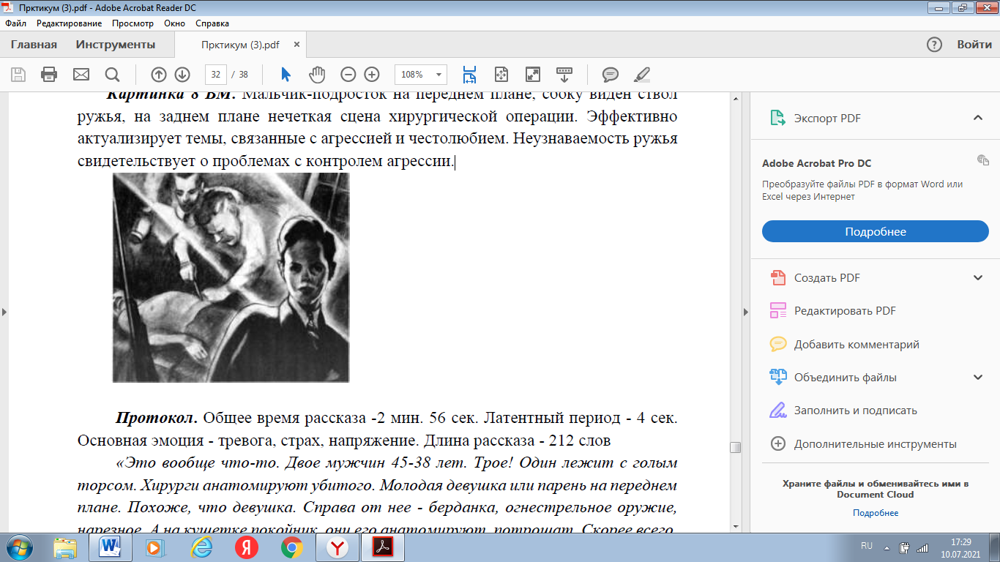 Прктикум (3).pdf - Adobe Acrobat Reader DC
Файл Редактирование Просмотр Окно Справка
Главная Инструменты Прктикум (3).pdf × Войти
32 / 38 108%
Картинка 8 ВМ. Мальчик-подросток на переднем плане, сбоку виден ствол
ружья, на заднем плане нечеткая сцена хирургической операции. Эффективно
актуализирует темы, связанные с агрессией и честолюбием. Неузнаваемость ружья
свидетельствует о проблемах с контролем агрессии.
Протокол. Общее время рассказа -2 мин. 56 сек. Латентный период - 4 сек.
Основная эмоция - тревога, страх, напряжение. Длина рассказа - 212 слов
«Это вообще что-то. Двое мужчин 45-38 лет. Трое! Один лежит с голым
торсом. Хирурги анатомируют убитого. Молодая девушка или парень на переднем
плане. Похоже, что девушка. Справа от нее - берданка, огнестрельное оружие,
нарезное. А на кушетке покойник, они его анатомируют, потрошат. Скорее всего,
Экспорт PDF
Adobe Acrobat Pro DC
Преобразуйте файлы PDF в формат Word или
Excel через Интернет
Подробнее
Создать PDF
Редактировать PDF
Добавить комментарий
Объединить файлы
Заполнить и подписать
Дополнительные инструменты
Храните файлы и обменивайтесь ими в
Document Cloud
Подробнее
RU 17:29
10.07.2021